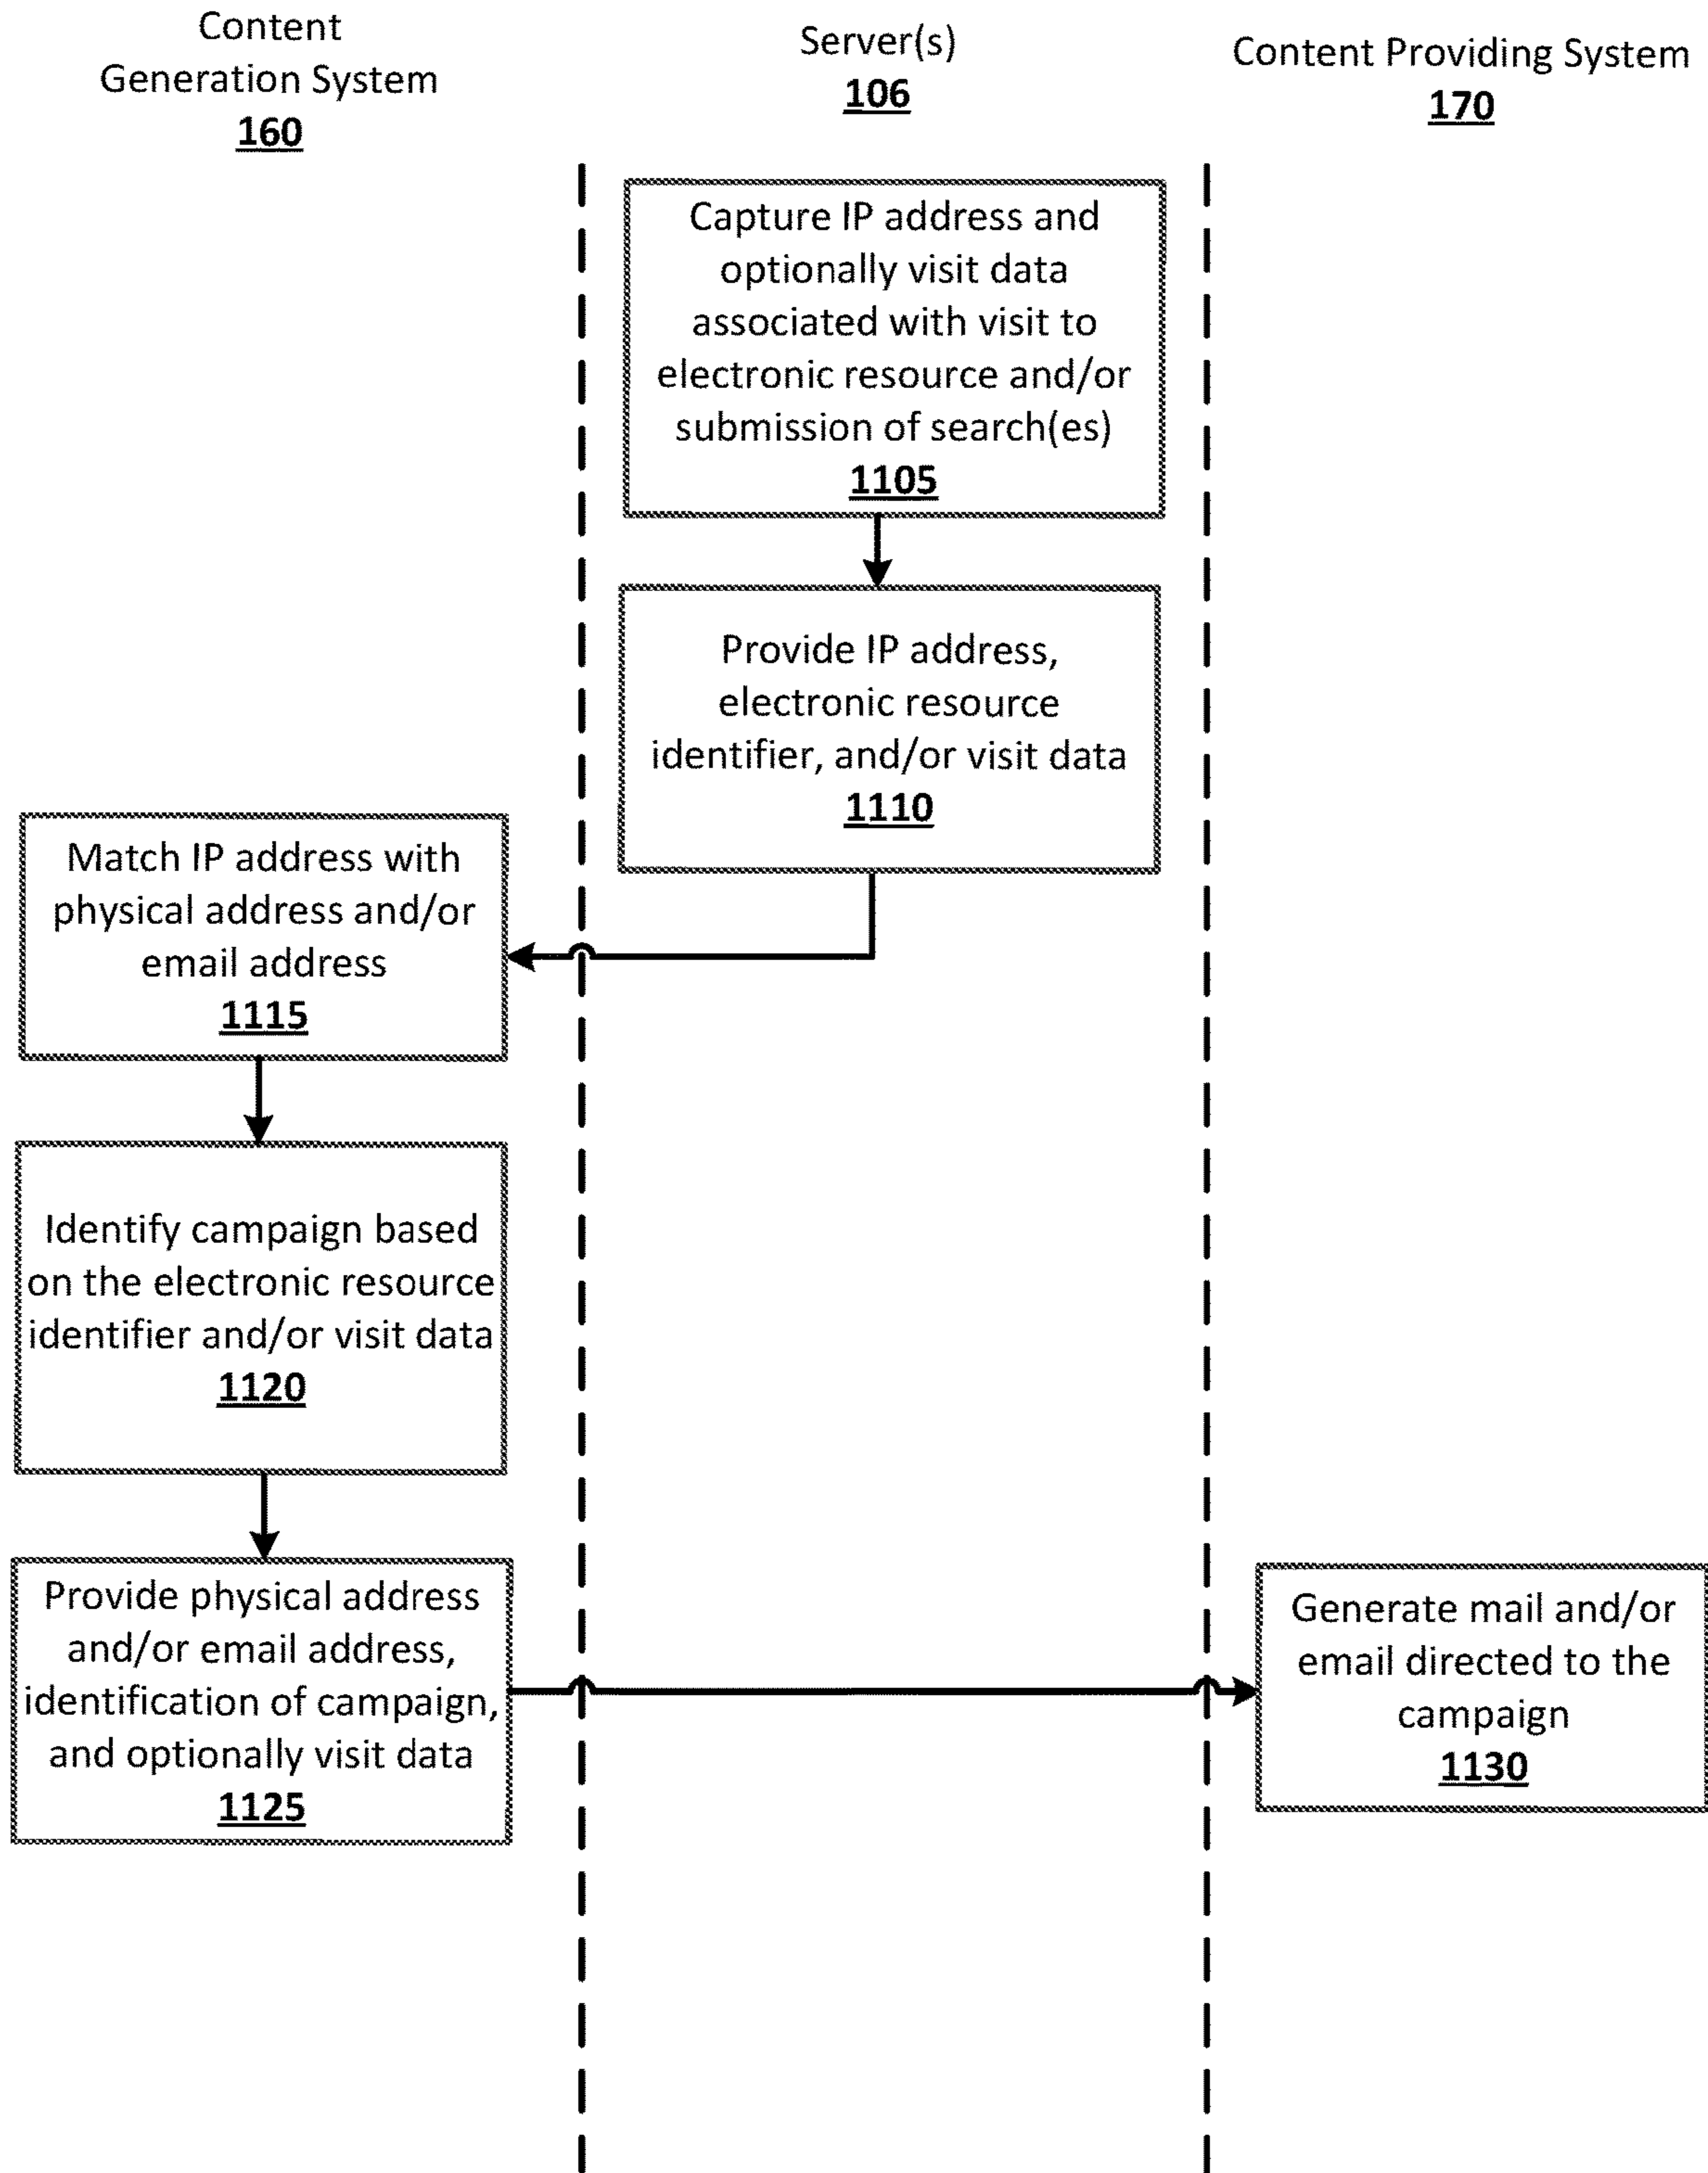 Content
Generation System
160
Server(s)
106
Content Providing System
170
Capture IP address and
optionally visit data
associated with visit to
electronic resource and/or
submission of search(es)
1105
Provide IP address,
electronic resource
identifier, and/or visit data
1110
Match IP address with
physical address and/or
email address
1115
Identify campaign based
on the electronic resource
identifier and/or visit data
1120
Provide physical address
and/or email address,
identification of campaign,
and optionally visit data
1125
Generate mail and/or
email directed to the
campaign
1130